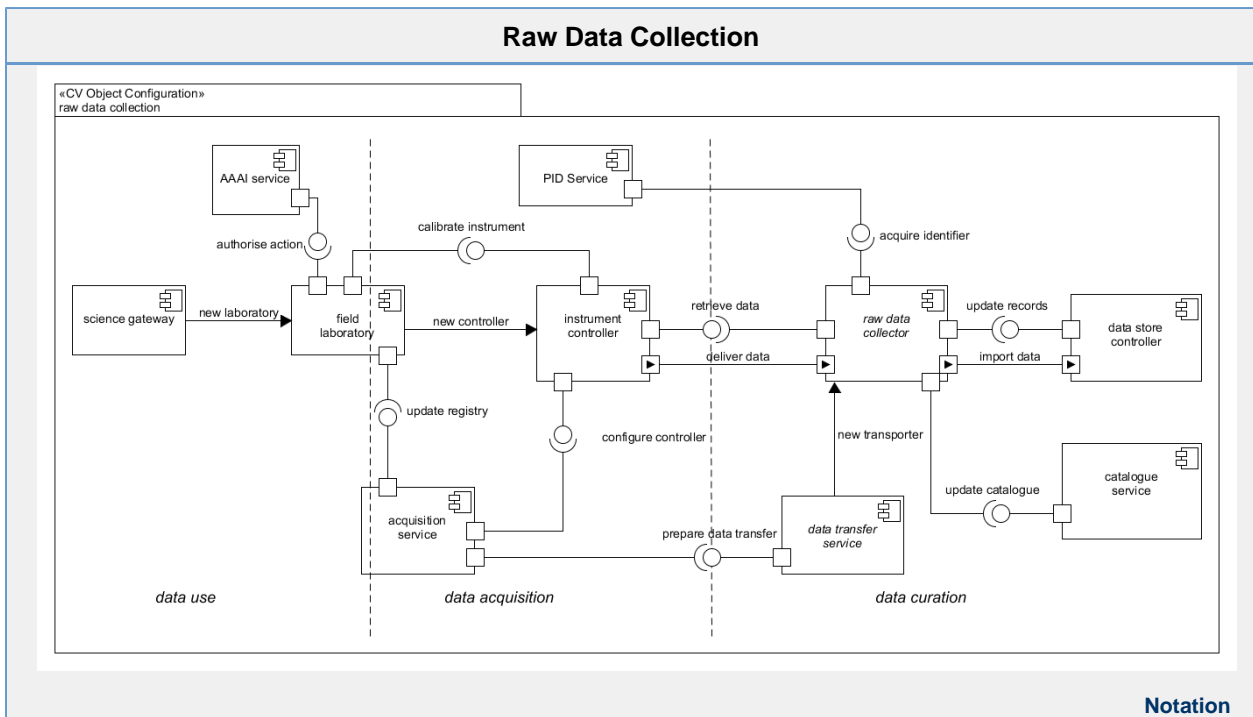 Raw Data Collection
«CV Object Configuration»
raw data collection
AAAI service
PID Service
calibrate instrument
authorise action
acquire identifier
science gateway
new laboratory
field
laboratory
new controller
instrument
controller
retrieve data
deliver data
raw data
collector
update records
import data
data store
controller
update registry
configure controller
new transporter
acquisition
service
prepare data transfer
data transfer
service
update catalogue
catalogue
service
data use
data acquisition
data curation
Notation